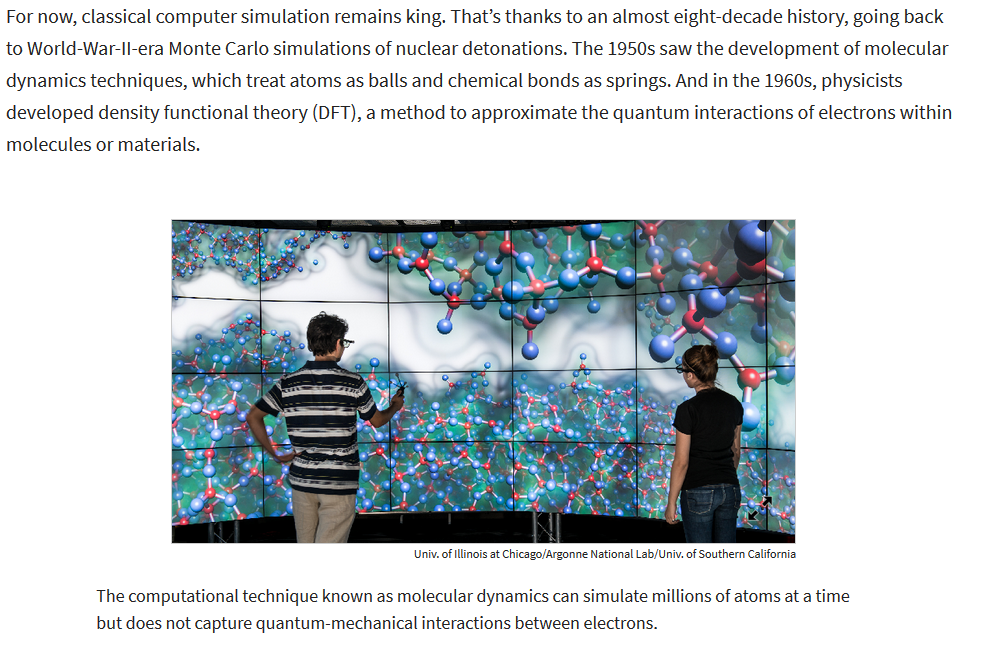 For now, classical computer simulation remains king. That’s thanks to an almost eight-decade history, going back
to World-War-II-era Monte Carlo simulations of nuclear detonations. The 1950s saw the development of molecular
dynamics techniques, which treat atoms as balls and chemical bonds as springs. And in the 1960s, physicists
developed density functional theory (DFT), a method to approximate the quantum interactions of electrons within
molecules or materials.
Univ. of Illinois at Chicago/Argonne National Lab/Univ. of Southern California
The computational technique known as molecular dynamics can simulate millions of atoms at a time
but does not capture quantum-mechanical interactions between electrons.